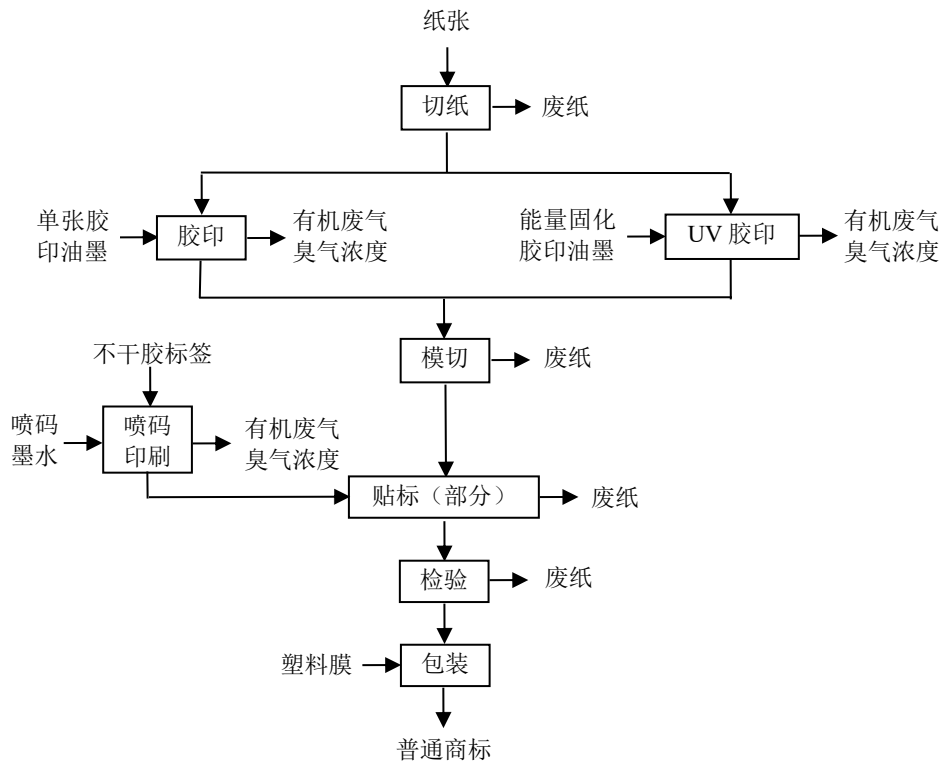 纸张
切纸
废纸
单张胶
印油墨
胶印
有机废气
臭气浓度
能量固化
胶印油墨
UV 胶印
有机废气
臭气浓度
模切
废纸
不干胶标签
喷码
墨水
喷码
印刷
有机废气
臭气浓度
贴标（部分）
废纸
检验
废纸
塑料膜
包装
普通商标